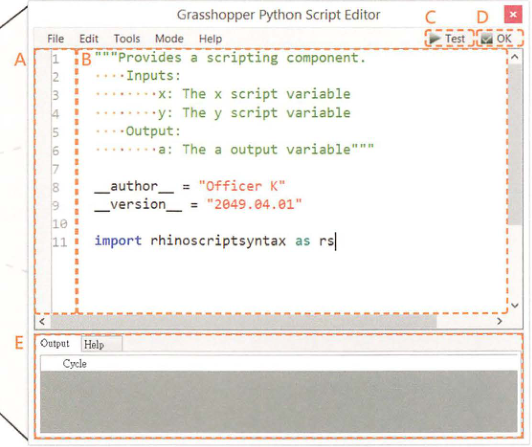 Grasshopper Python Script Editor
C
D
File Edit Tools Mode Help Test OK
A
B
1 """Provides a scripting component.
2 ····Inputs:
3 ········x: The x script variable
4 ········y: The y script variable
5 ····Output:
6 ········a: The a output variable"""
7
8 __author__ = "Officer K"
9 __version__ = "2049.04.01"
10
11 import rhinoscriptsyntax as rs
E
Output Help
Cycle